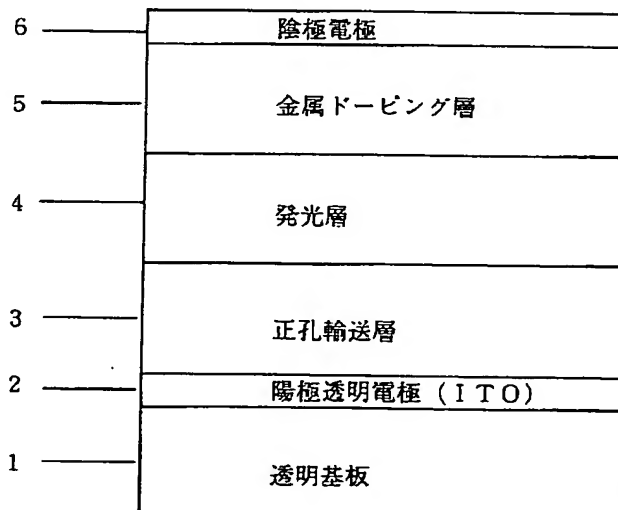 6 陰極電極
5 金属ドーピング層
4 発光層
3 正孔輸送層
2 陽極透明電極(ITO)
1 透明基板